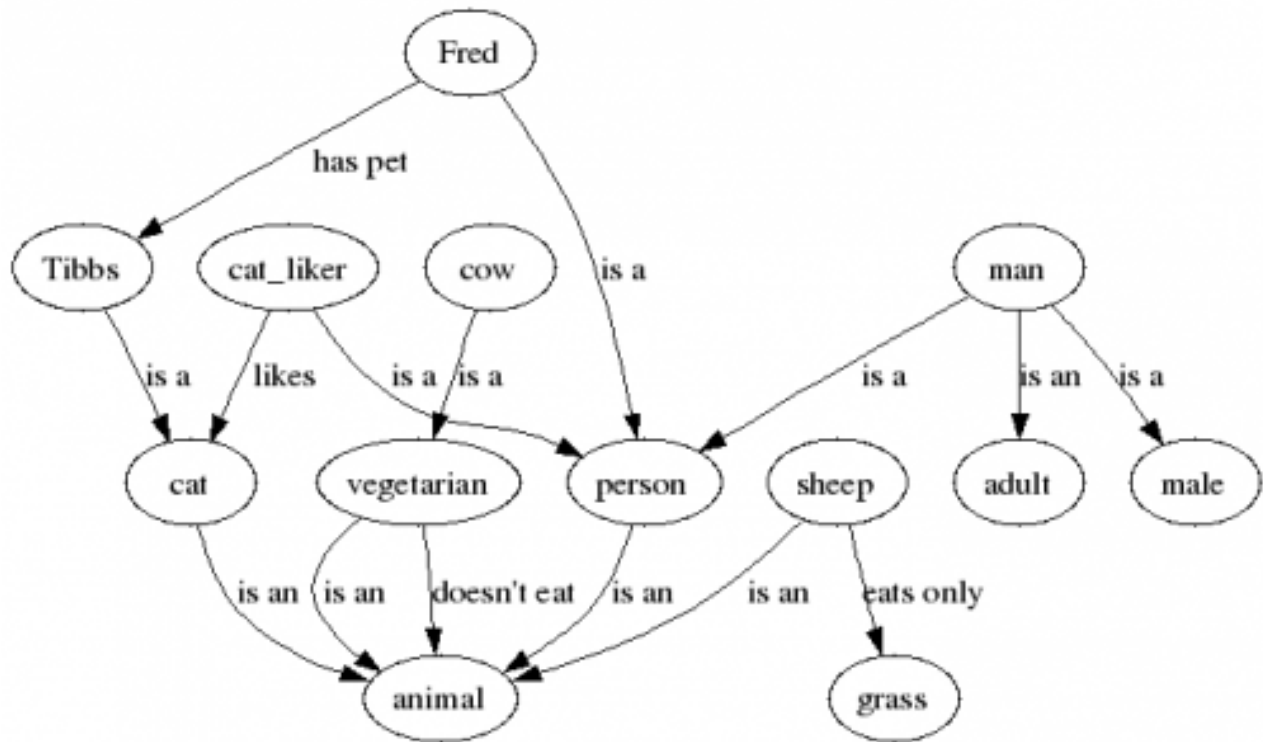 Fred
has pet
Tibbs
cat_liker
cow
is a
man
is a
likes
is a
is a
is a
is an
is a
cat
vegetarian
person
sheep
adult
male
is an
is an
doesn't eat
is an
is an
eats only
animal
grass